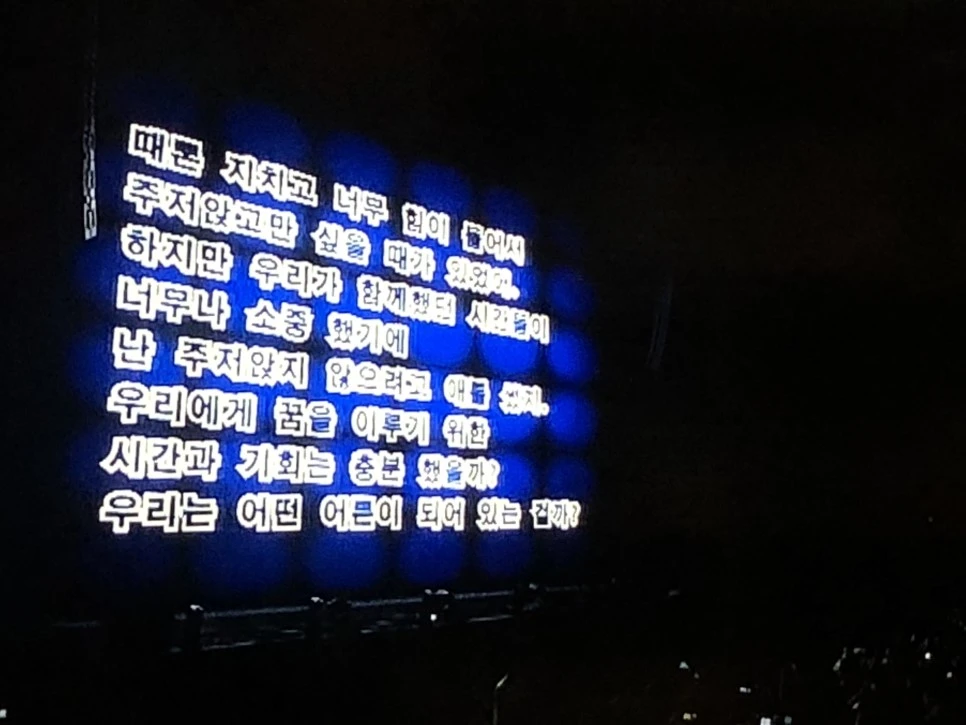 때론 지치고 너무 힘이 들어서
주저앉고만 싶을 때가 있었어.
하지만 우리가 함께했던 시간들이
너무나 소중 했기에
난 주저앉지 않으려고 애를 썼지.
우리에게 꿈을 이루기 위한
시간과 기회는 충분 했을까?
우리는 어떤 어른이 되어 있는 걸까?